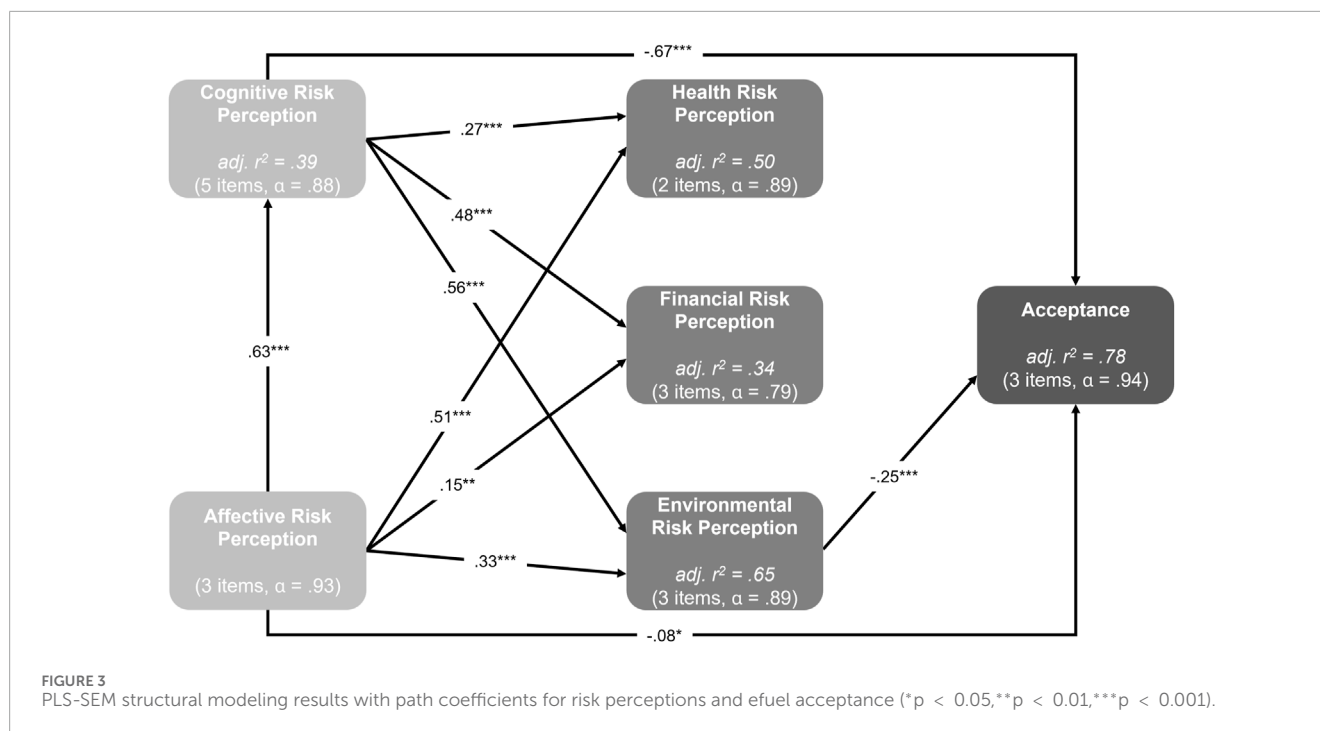 -.67***
Cognitive Risk
Perception
adj. r² = .39
(5 items, α = .88)
Health Risk
Perception
adj. r² = .50
(2 items, α = .89)
.27***
.48***
.56***
Financial Risk
Perception
adj. r² = .34
(3 items, α = .79)
Acceptance
adj. r² = .78
(3 items, α = .94)
.63***
.51***
.15**
-.25***
Affective Risk
Perception
(3 items, α = .93)
Environmental
Risk Perception
adj. r² = .65
(3 items, α = .89)
.33***
-.08*
FIGURE 3
PLS-SEM structural modeling results with path coefficients for risk perceptions and efuel acceptance (*p < 0.05,**p < 0.01,***p < 0.001).